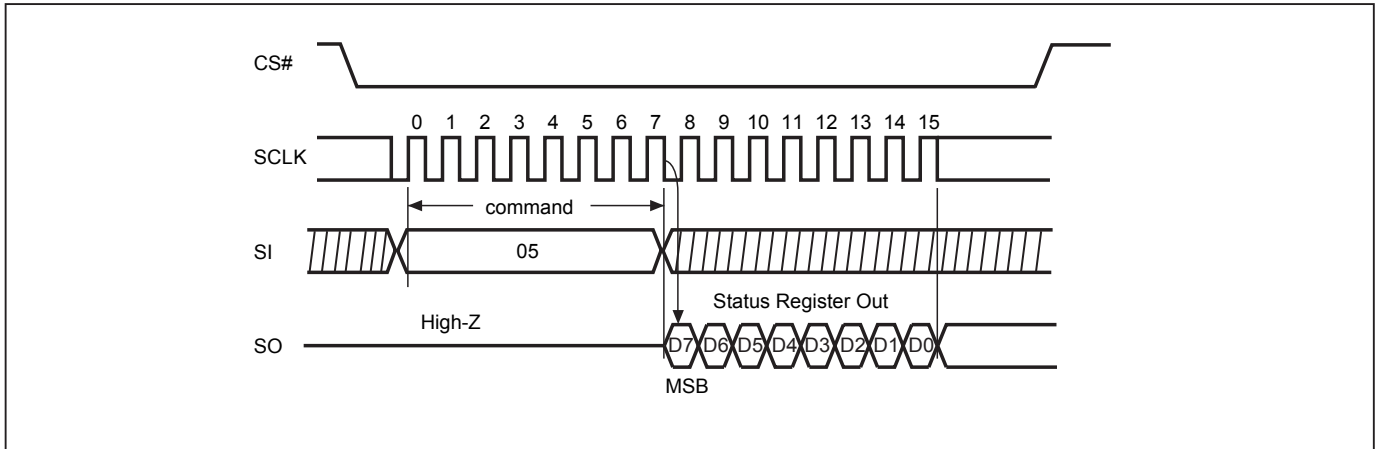 CS#
0 1 2 3 4 5 6 7 8 9 10 11 12 13 14 15
SCLK
command
SI
05
Status Register Out
High-Z
SO
D7 D6 D5 D4 D3 D2 D1 D0
MSB